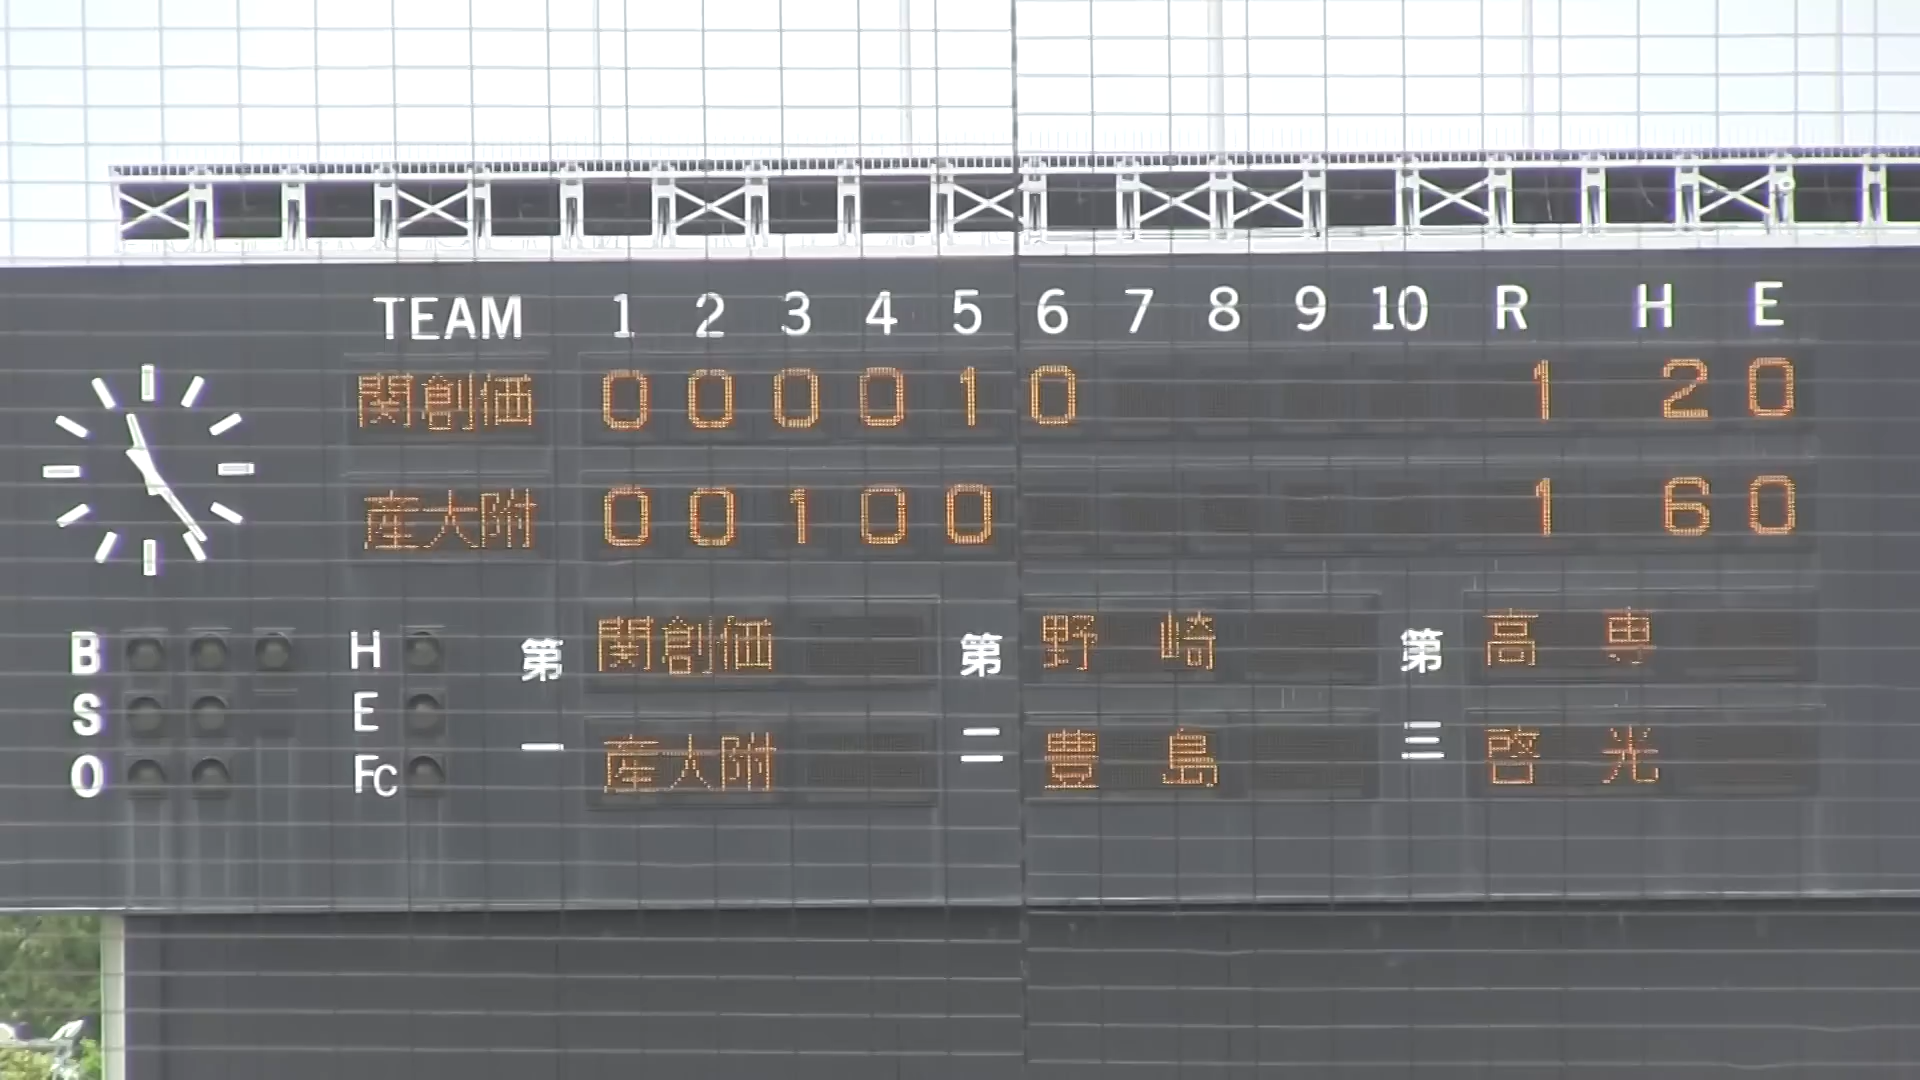 TEAM 1 2 3 4 5 6 7 8 9 10 R H E
関創価 0 0 0 0 1 0 1 2 0
産大附 0 0 1 0 0 1 6 0
B H 第一 関創価 第二 野崎 第三 高専
S E
O Fc 産大附 豊島 啓光